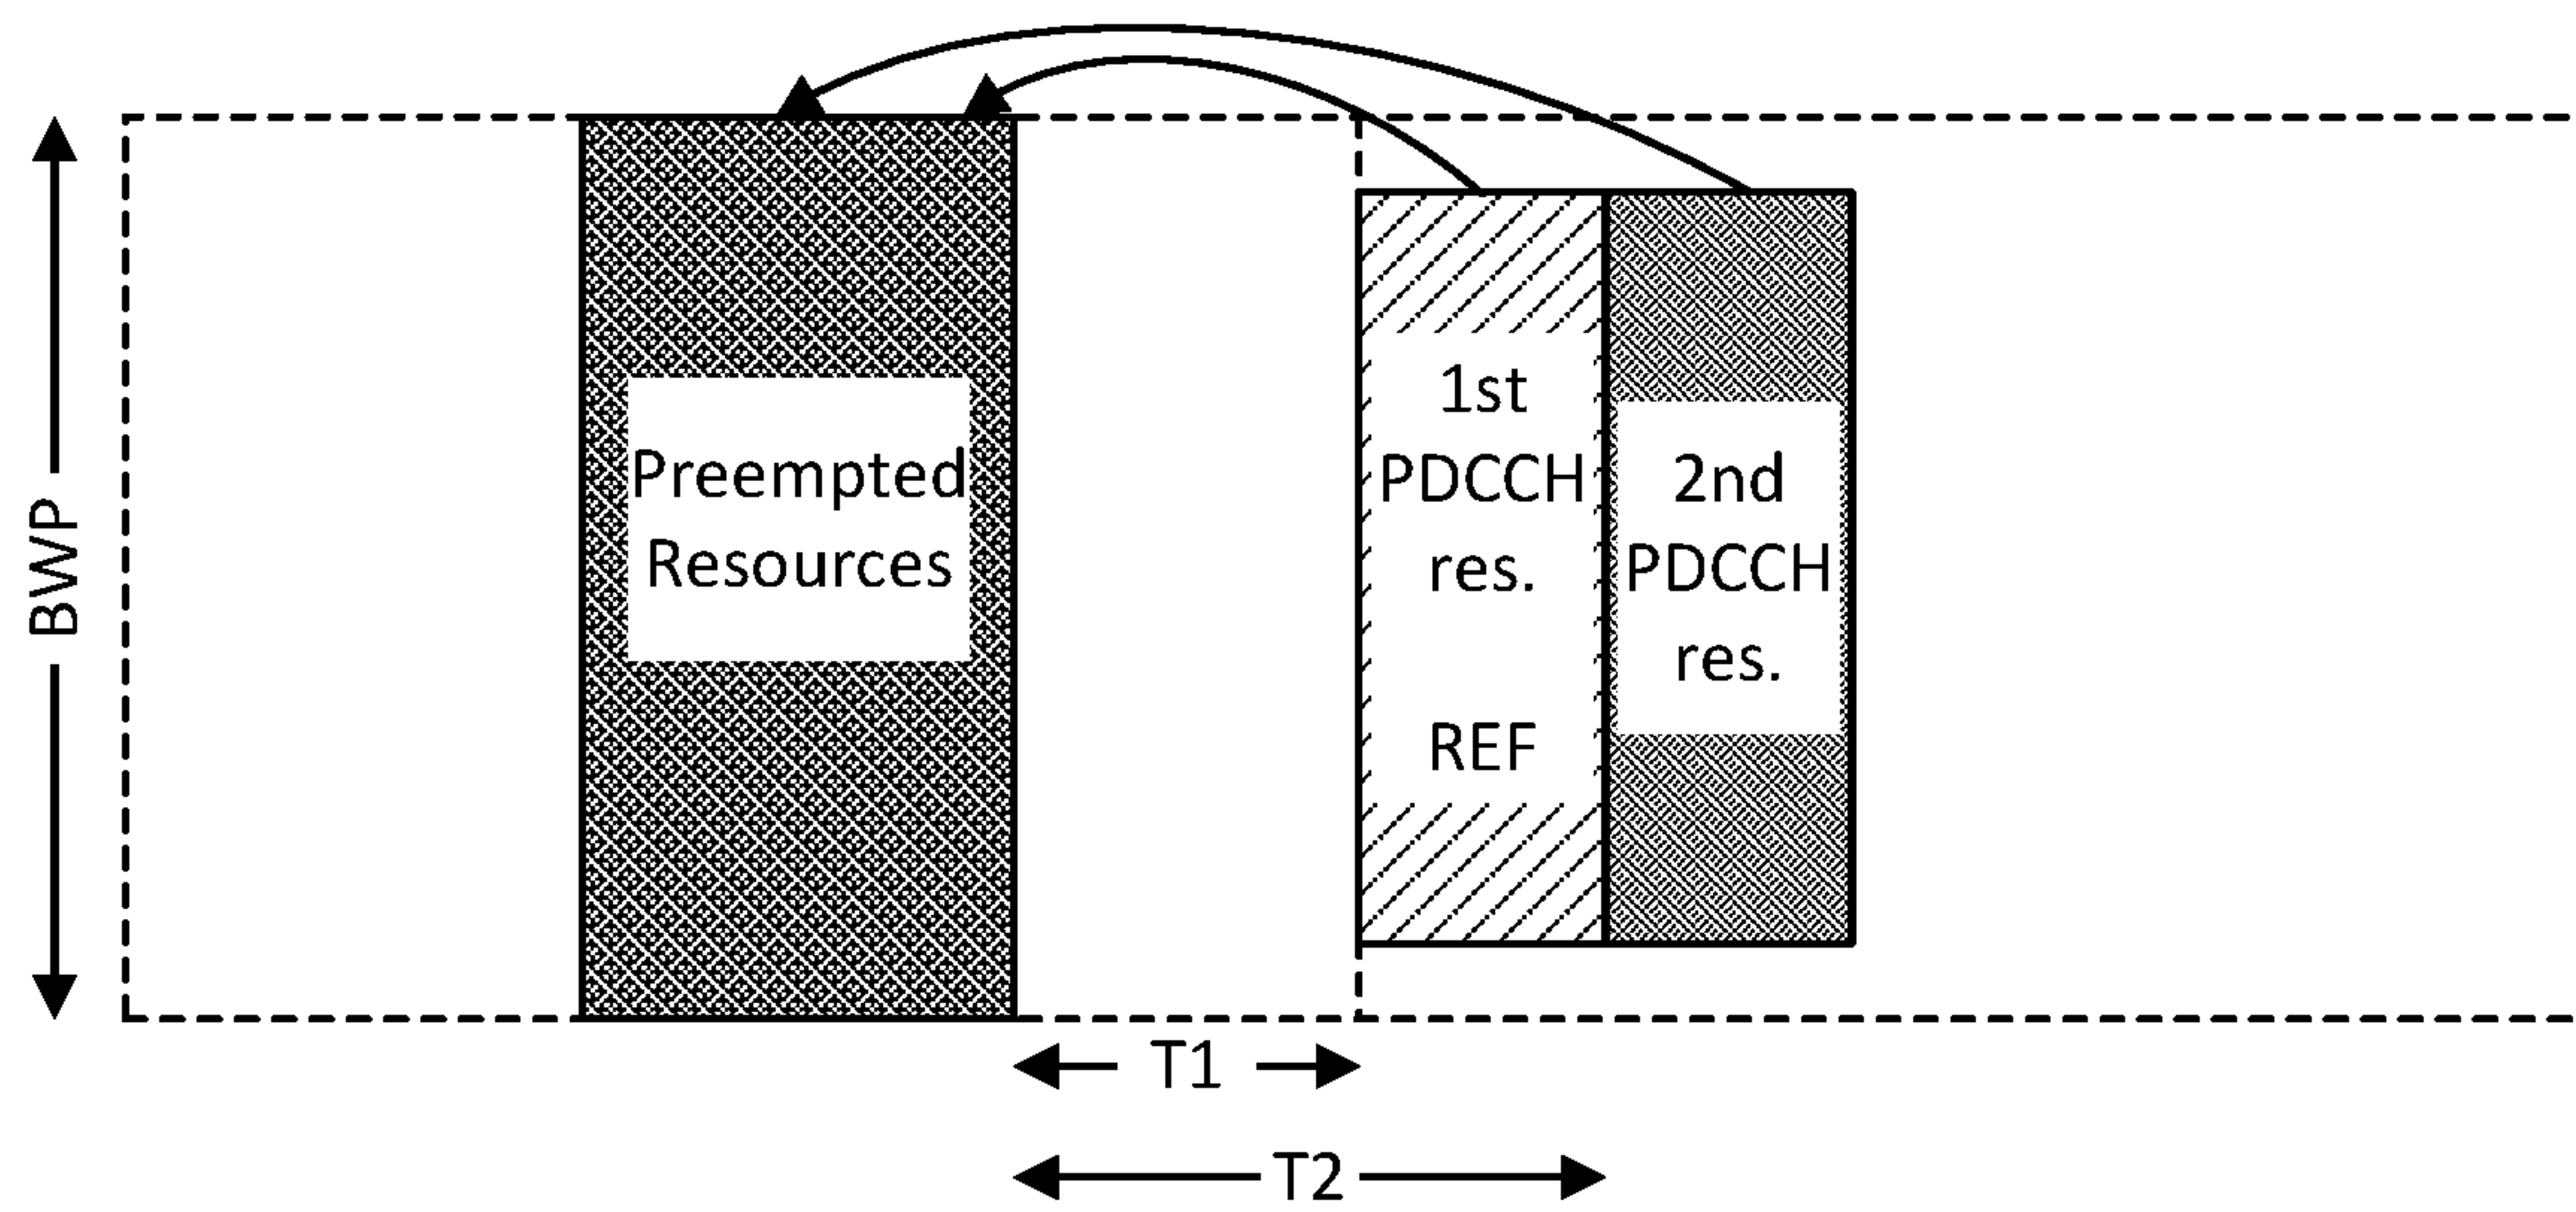 BWP
Preempted
Resources
1st
PDCCH
res.
REF
2nd
PDCCH
res.
T1
T2